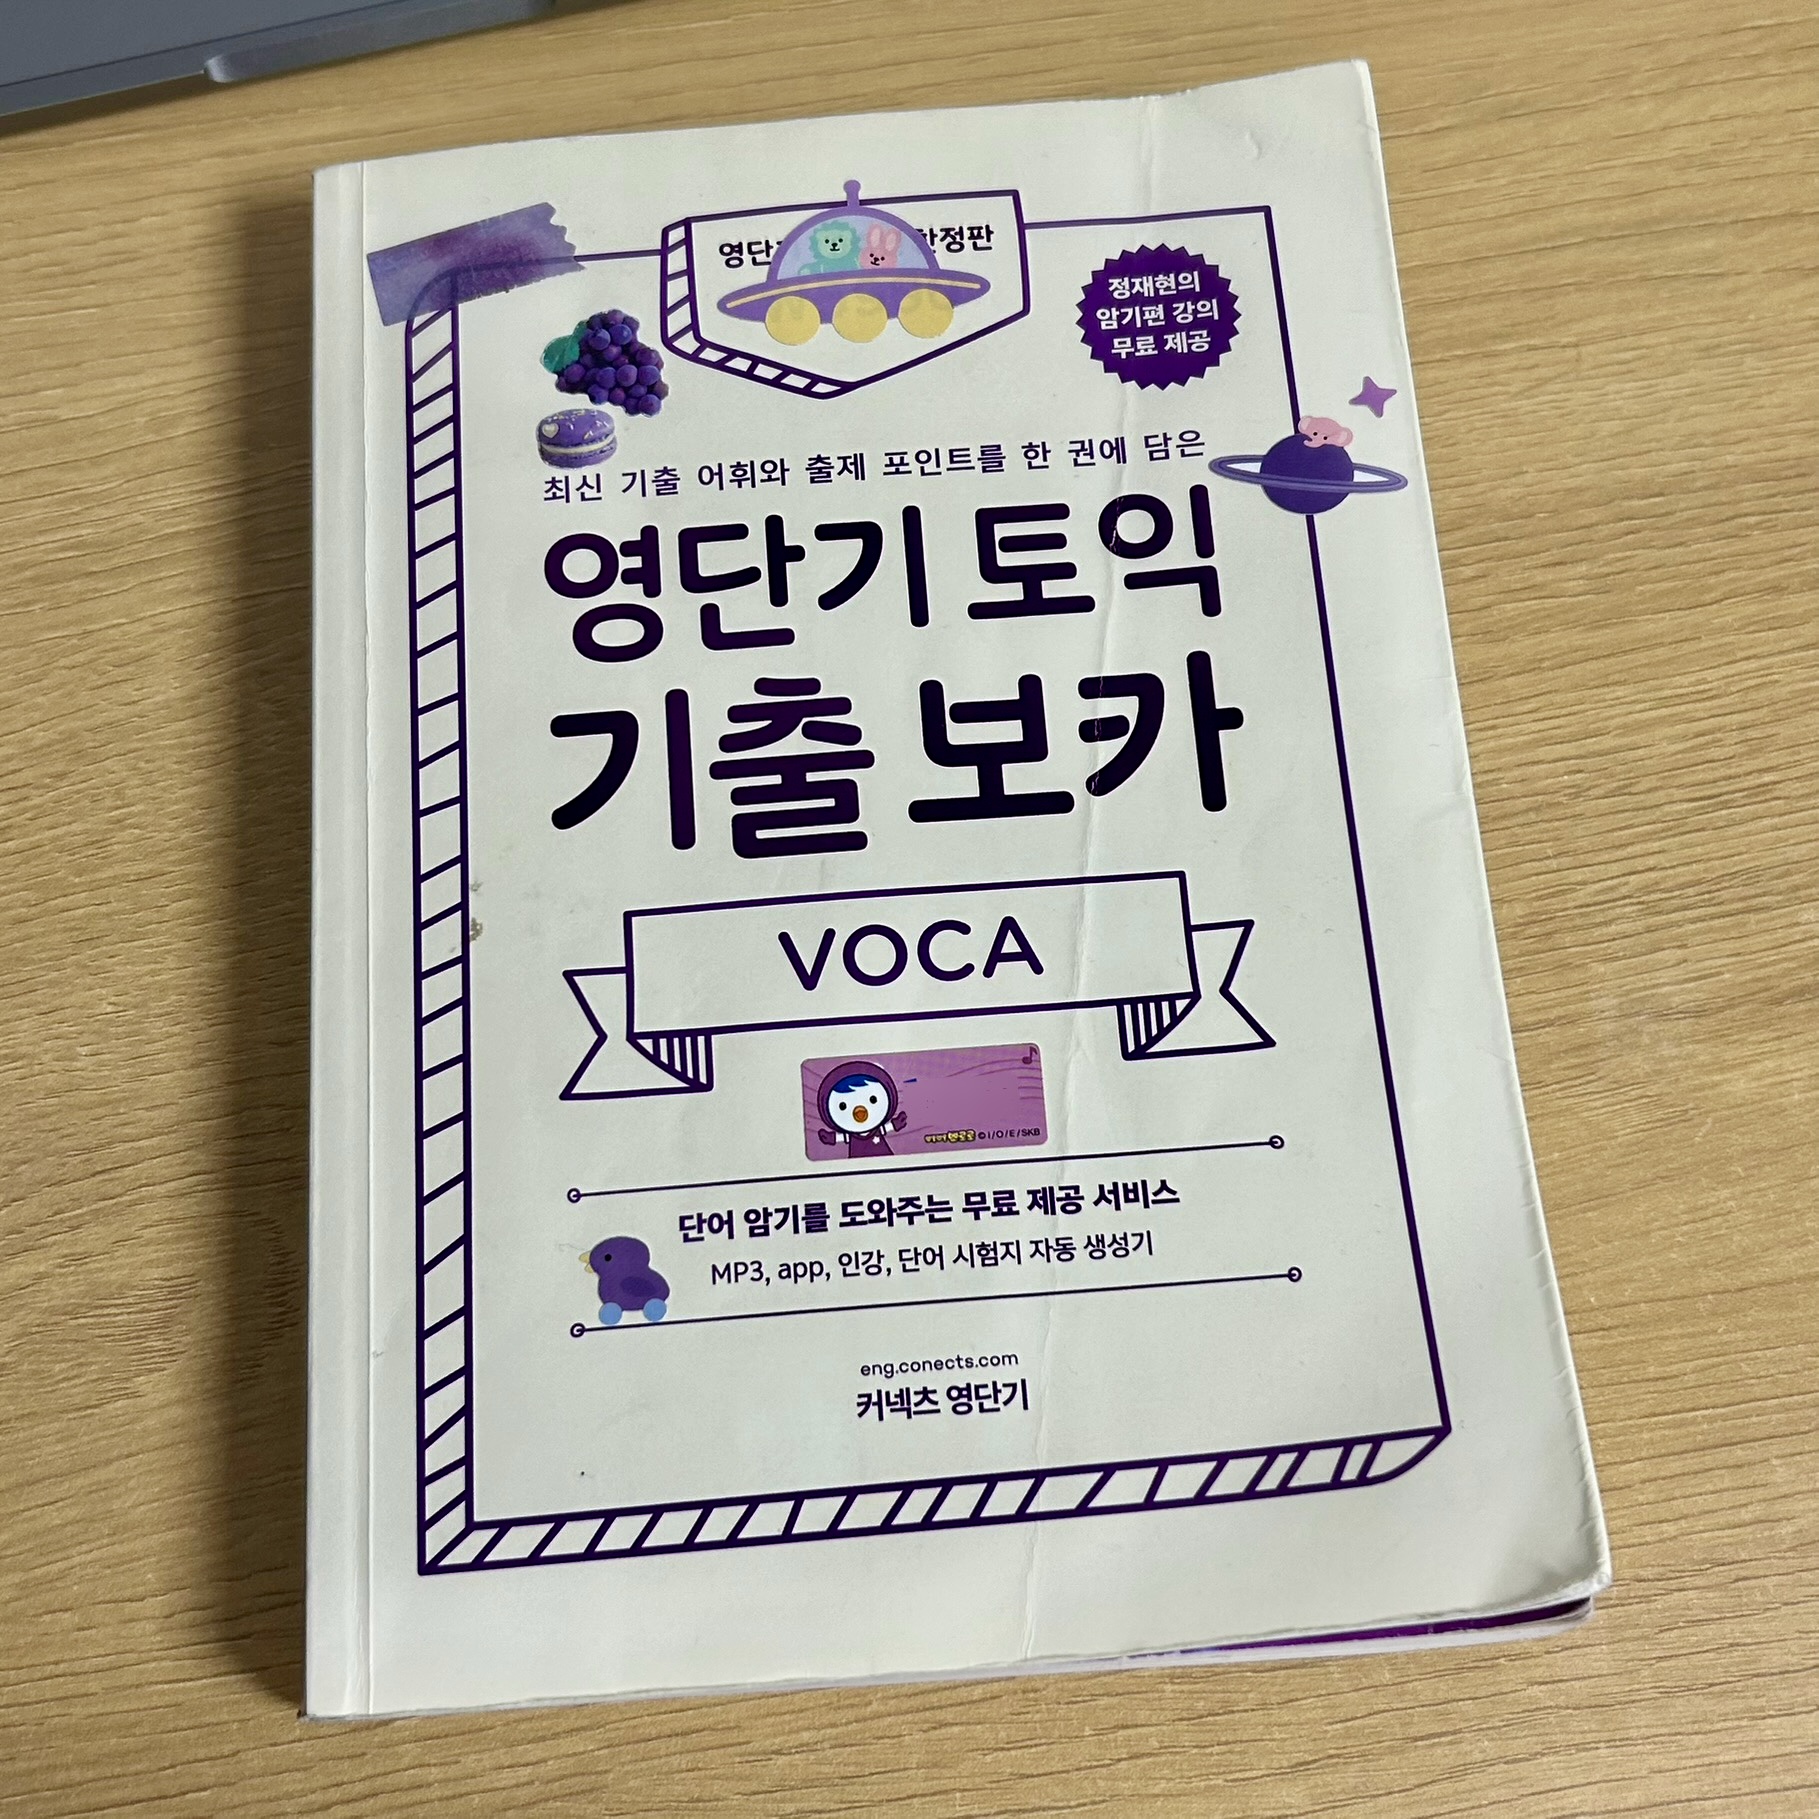 정판
정재현의
암기편 강의
무료 제공
최신 기출 어휘와 출제 포인트를 한 권에 담은
영단기 토익
기출 보카
VOCA
©I/O/E/SKB
단어 암기를 도와주는 무료 제공 서비스
MP3, app, 인강, 단어 시험지 자동 생성기
eng.conects.com
커넥츠 영단기